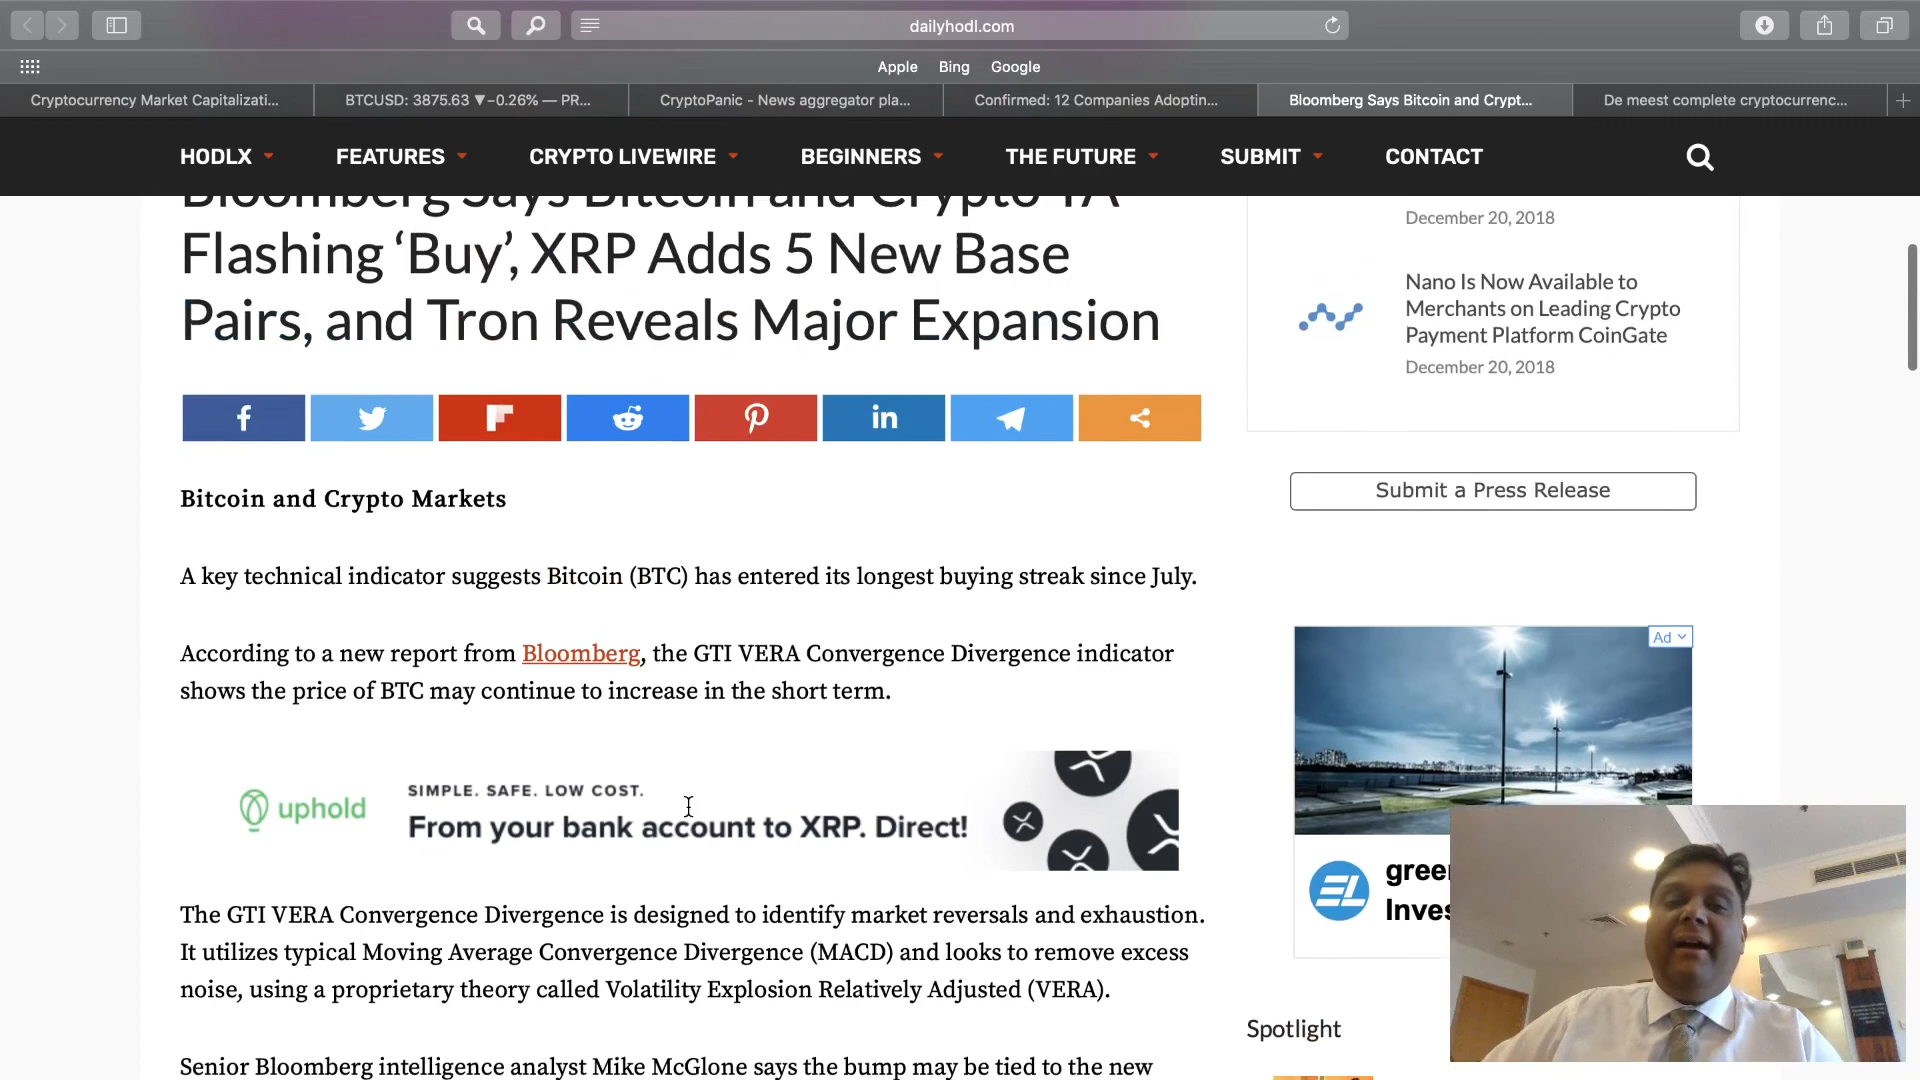 dailyhodl.com
Apple Bing Google
Cryptocurrency Market Capitalizati...
BTCUSD: 3875.63 ▼−0.26% — PR...
CryptoPanic - News aggregator pla...
Confirmed: 12 Companies Adoptin...
Bloomberg Says Bitcoin and Crypt...
De meest complete cryptocurrenc...
HODLX FEATURES CRYPTO LIVEWIRE BEGINNERS THE FUTURE SUBMIT CONTACT
Bloomberg Says Bitcoin and Crypto TA
Flashing ‘Buy’, XRP Adds 5 New Base
Pairs, and Tron Reveals Major Expansion
Bitcoin and Crypto Markets
A key technical indicator suggests Bitcoin (BTC) has entered its longest buying streak since July.
According to a new report from Bloomberg, the GTI VERA Convergence Divergence indicator
shows the price of BTC may continue to increase in the short term.
uphold
SIMPLE. SAFE. LOW COST.
From your bank account to XRP. Direct!
The GTI VERA Convergence Divergence is designed to identify market reversals and exhaustion.
It utilizes typical Moving Average Convergence Divergence (MACD) and looks to remove excess
noise, using a proprietary theory called Volatility Explosion Relatively Adjusted (VERA).
Senior Bloomberg intelligence analyst Mike McGlone says the bump may be tied to the new
December 20, 2018
Nano Is Now Available to
Merchants on Leading Crypto
Payment Platform CoinGate
December 20, 2018
Submit a Press Release
Ad
EL
gree
Inves
Spotlight